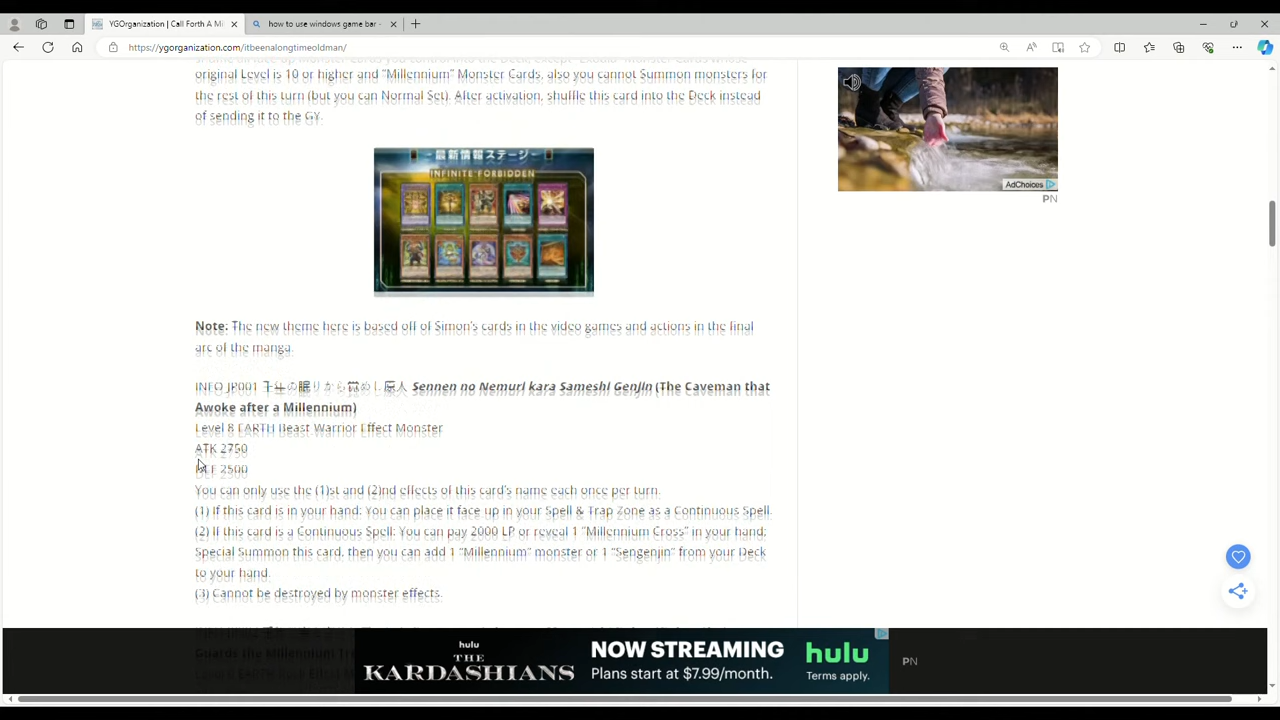 YGOrganization | Call Forth A Mi
how to use windows game bar -
https://ygorganization.com/itbeenalongtimeoldman/
original Level is 10 or higher and "Millennium" Monster Cards, also you cannot Summon monsters for
the rest of this turn (but you can Normal Set). After activation, shuffle this card into the Deck instead
of sending it to the GY.
AdChoices
PN
最新情報ステージ
INFINITE FORBIDDEN
Note: The new theme here is based off of Simon's cards in the video games and actions in the final
arc of the manga.
INFO JP001 千年の眠りから覚めし原人 Sennen no Nemuri kara Sameshi Genjin (The Caveman that
Awoke after a Millennium)
Level 8 EARTH Beast-Warrior Effect Monster
ATK 2750
DEF 2500
You can only use the (1)st and (2)nd effects of this card's name each once per turn.
(1) If this card is in your hand: You can place it face up in your Spell & Trap Zone as a Continuous Spell.
(2) If this card is a Continuous Spell: You can pay 2000 LP or reveal 1 "Millennium Cross" in your hand;
Special Summon this card, then you can add 1 "Millennium" monster or 1 "Sengenjin" from your Deck
to your hand.
(3) Cannot be destroyed by monster effects.
Guards the Millennium
hulu
THE
KARDASHIANS
NOW STREAMING
Plans start at $7.99/month.
hulu
Terms apply.
PN